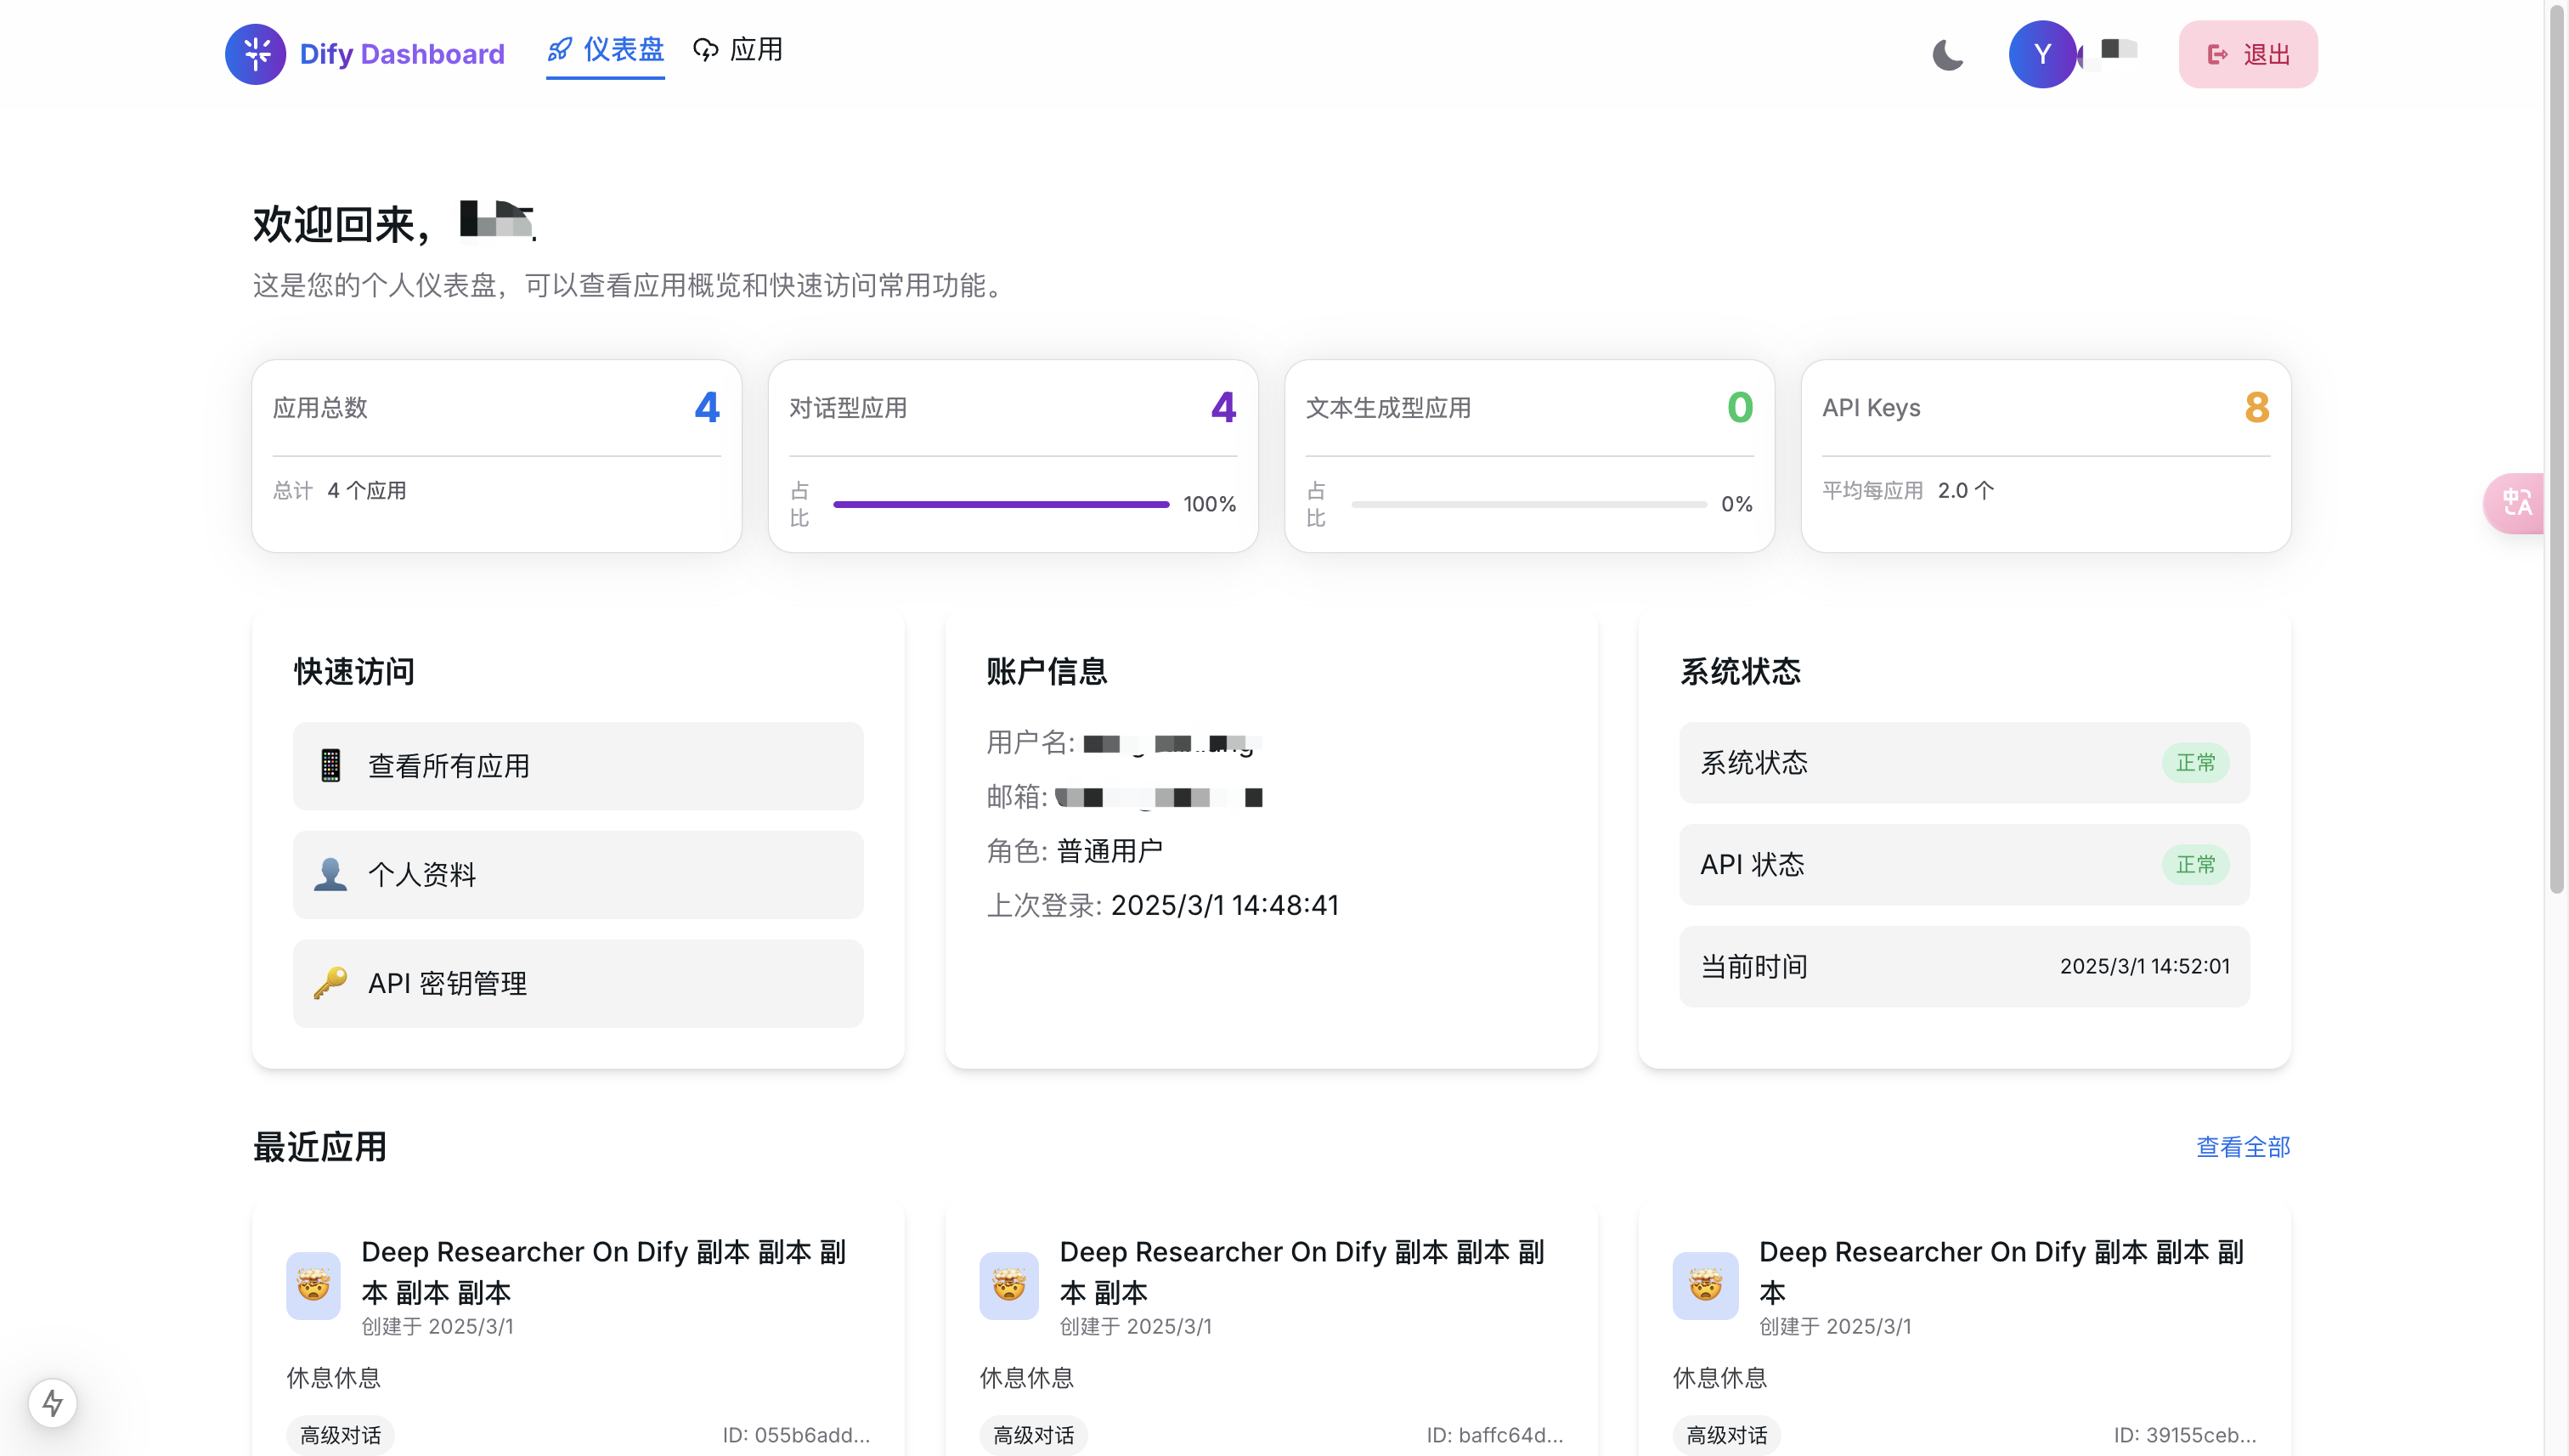 Dify Dashboard
仪表盘
应用
Y
退出
欢迎回来，
这是您的个人仪表盘，可以查看应用概览和快速访问常用功能。
应用总数
4
总计 4 个应用
对话型应用
4
占比
100%
文本生成型应用
0
占比
0%
API Keys
8
平均每应用 2.0 个
快速访问
查看所有应用
个人资料
API 密钥管理
账户信息
用户名:
邮箱:
角色: 普通用户
上次登录: 2025/3/1 14:48:41
系统状态
系统状态
正常
API 状态
正常
当前时间
2025/3/1 14:52:01
最近应用
查看全部
Deep Researcher On Dify 副本 副本 副
本 副本 副本
创建于 2025/3/1
休息休息
高级对话
ID: 055b6add...
Deep Researcher On Dify 副本 副本 副
本 副本
创建于 2025/3/1
休息休息
高级对话
ID: baffc64d...
Deep Researcher On Dify 副本 副本 副
本
创建于 2025/3/1
休息休息
高级对话
ID: 39155ceb...
中A